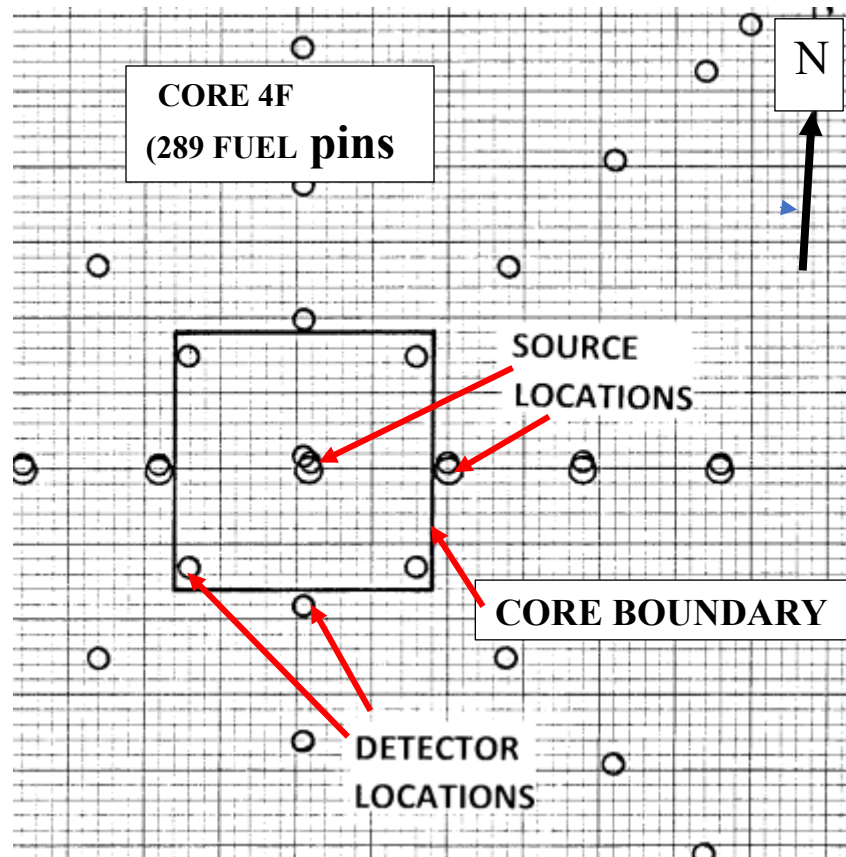 N
CORE 4F
(289 FUEL pins
SOURCE
LOCATIONS
CORE BOUNDARY
DETECTOR
LOCATIONS